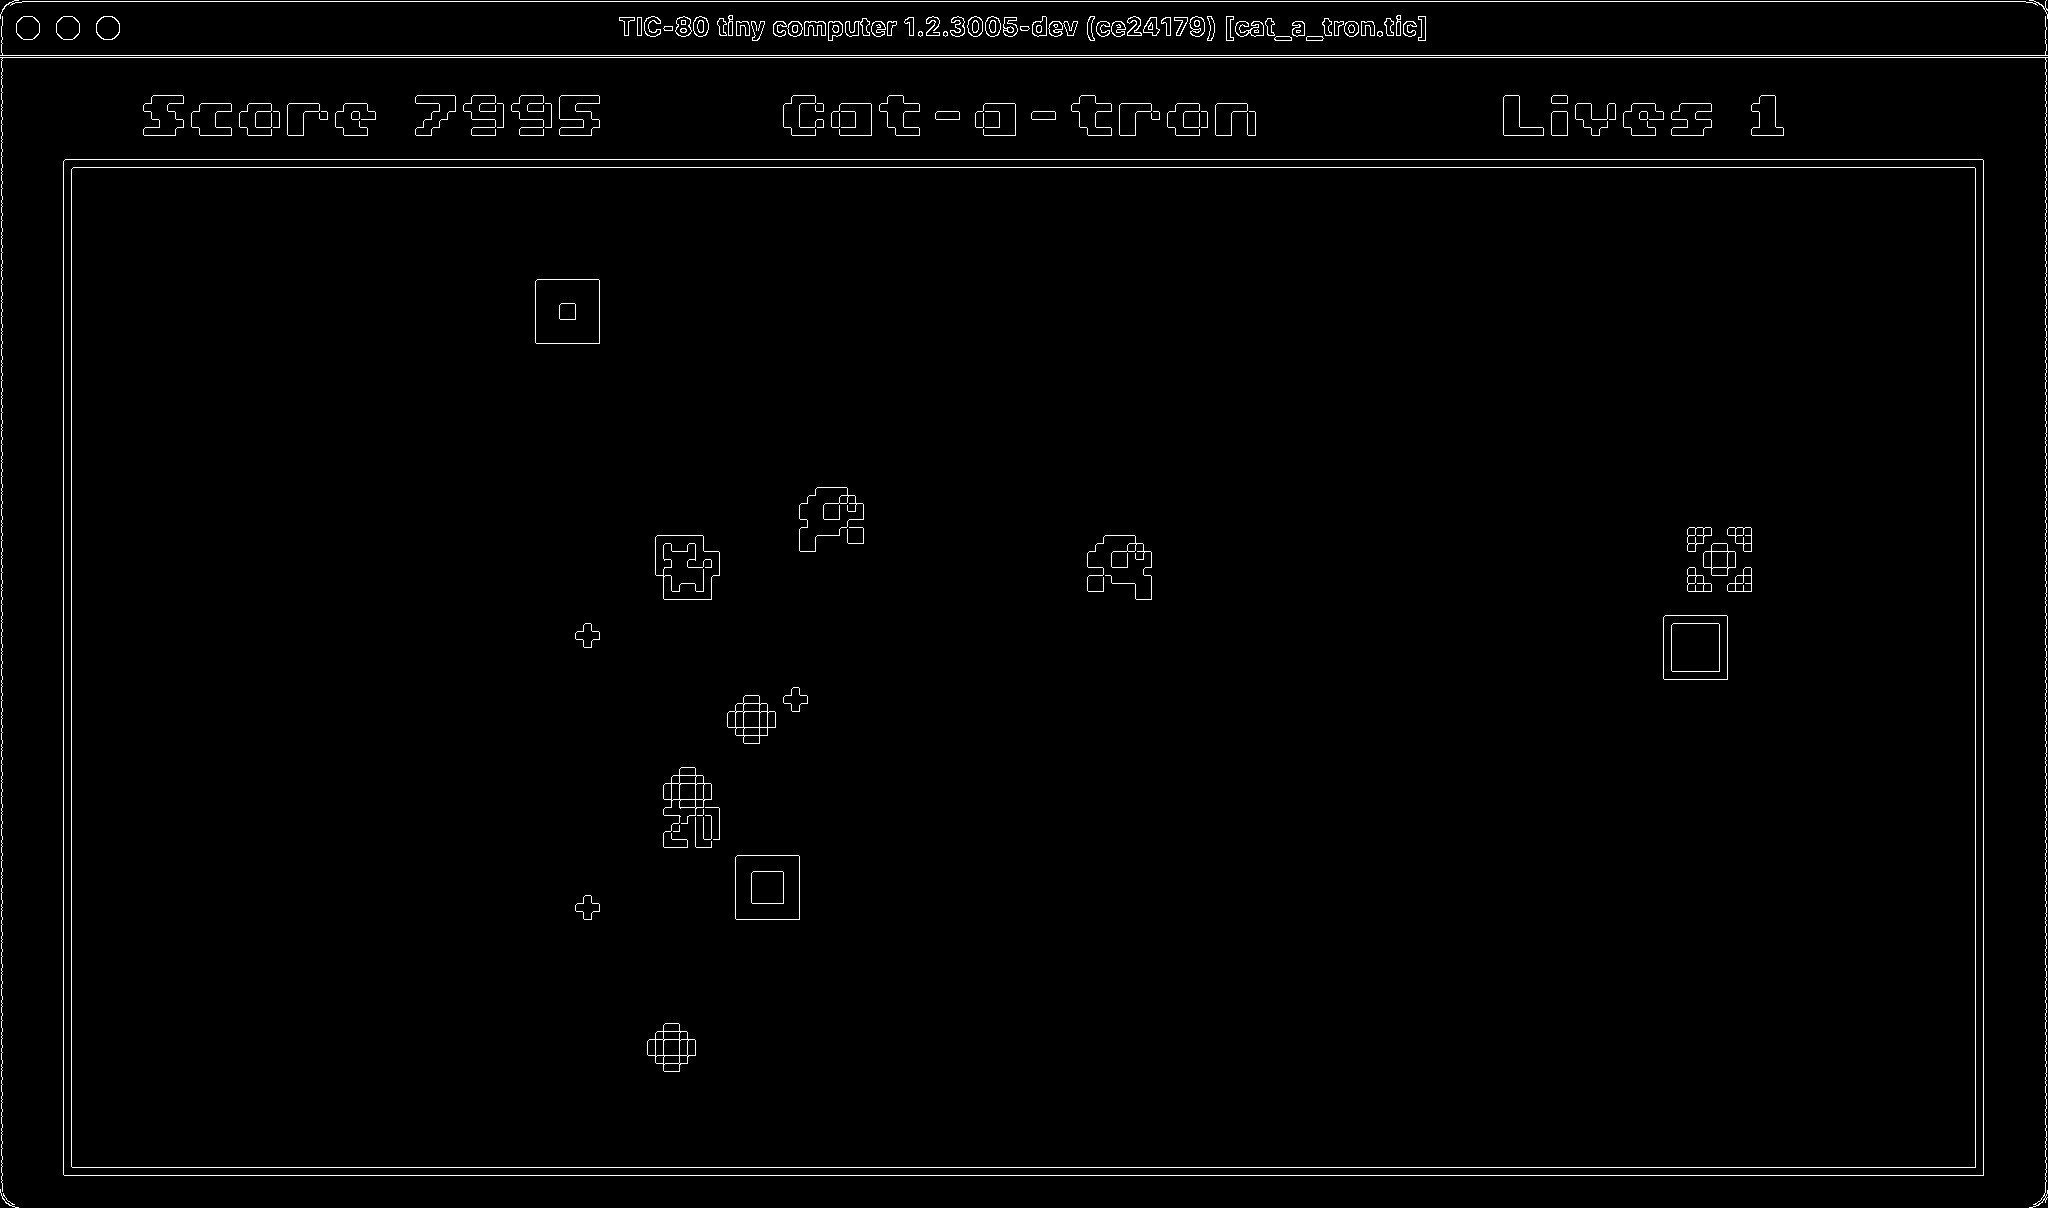 TIC-80 tiny computer 1.2.3005-dev (ce24179) [cat_a_tron.tic]
Score 7995 Cat-a-tron Lives 1
20